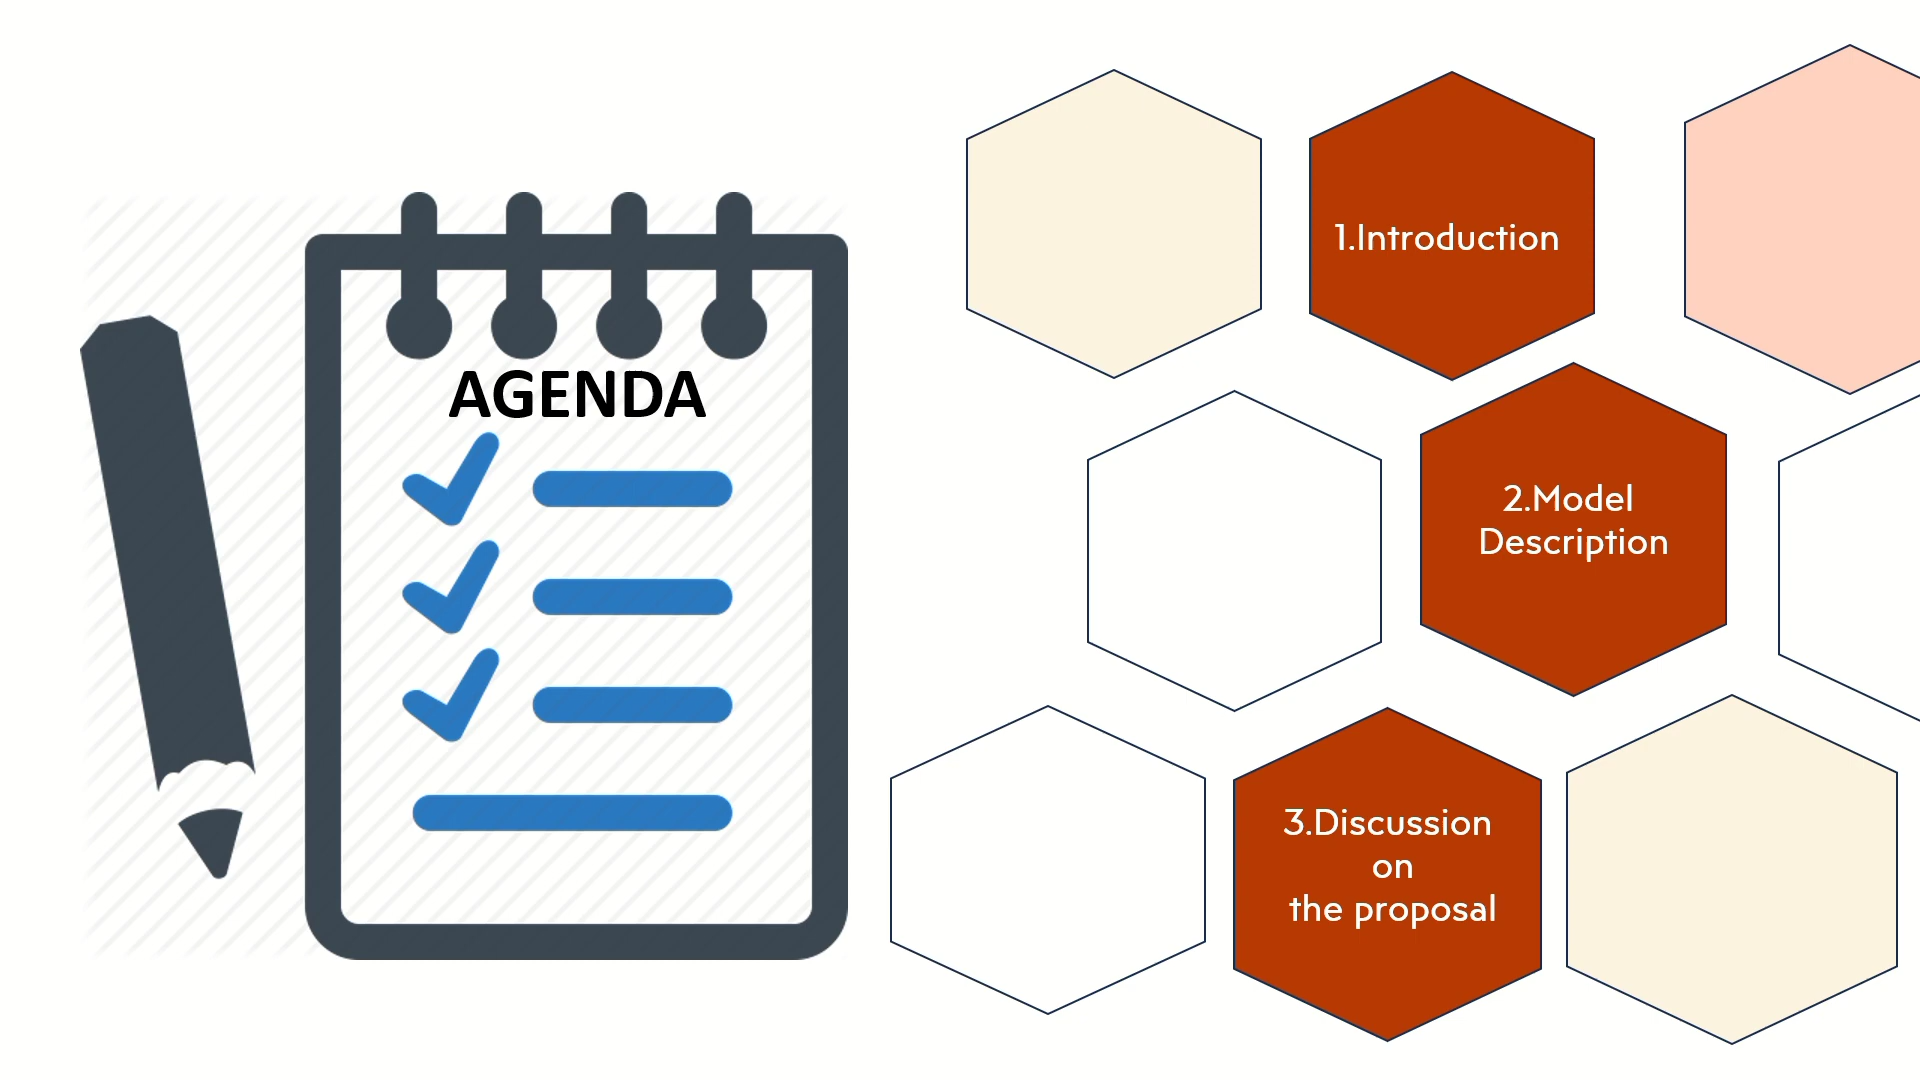 AGENDA
1.Introduction
2.Model
Description
3.Discussion
on
the proposal